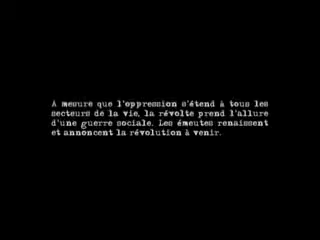 A mesure que l'oppression s'étend à tous les
secteurs de la vie, la révolte prend l'allure
d'une guerre sociale. Les émeutes renaissent
et annoncent la révolution à venir.